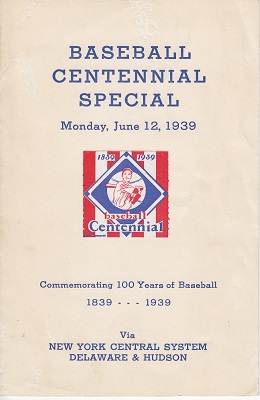 BASEBALL
CENTENNIAL
SPECIAL
Monday, June 12, 1939
1839 1939
baseball
Centennial
Commemorating 100 Years of Baseball
1839 - - - 1939
Via
NEW YORK CENTRAL SYSTEM
DELAWARE & HUDSON